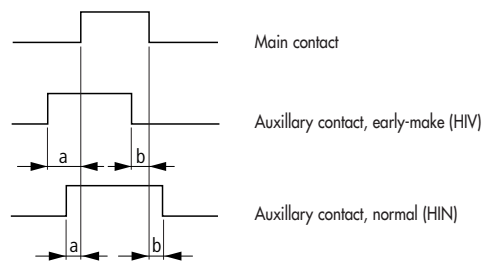 Main contact
Auxillary contact, early-make (HIV)
a b
Auxillary contact, normal (HIN)
a b